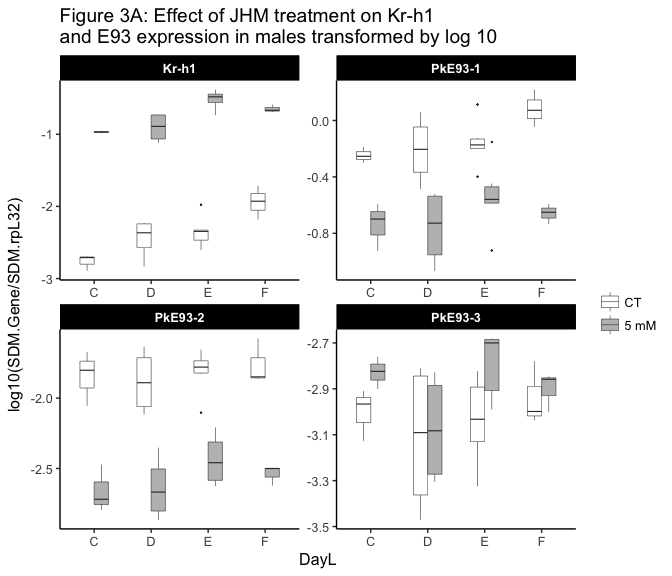 Figure 3A: Effect of JHM treatment on Kr-h1
and E93 expression in males transformed by log 10
Kr-h1
PkE93-1
-1
-2
-3
0.0
-0.4
-0.8
C D E F
C D E F
PkE93-2
PkE93-3
-2.0
-2.5
-2.7
-2.9
-3.1
-3.3
-3.5
C D E F
C D E F
DayL
log10(SDM.Gene/SDM.rpL32)
CT
5 mM